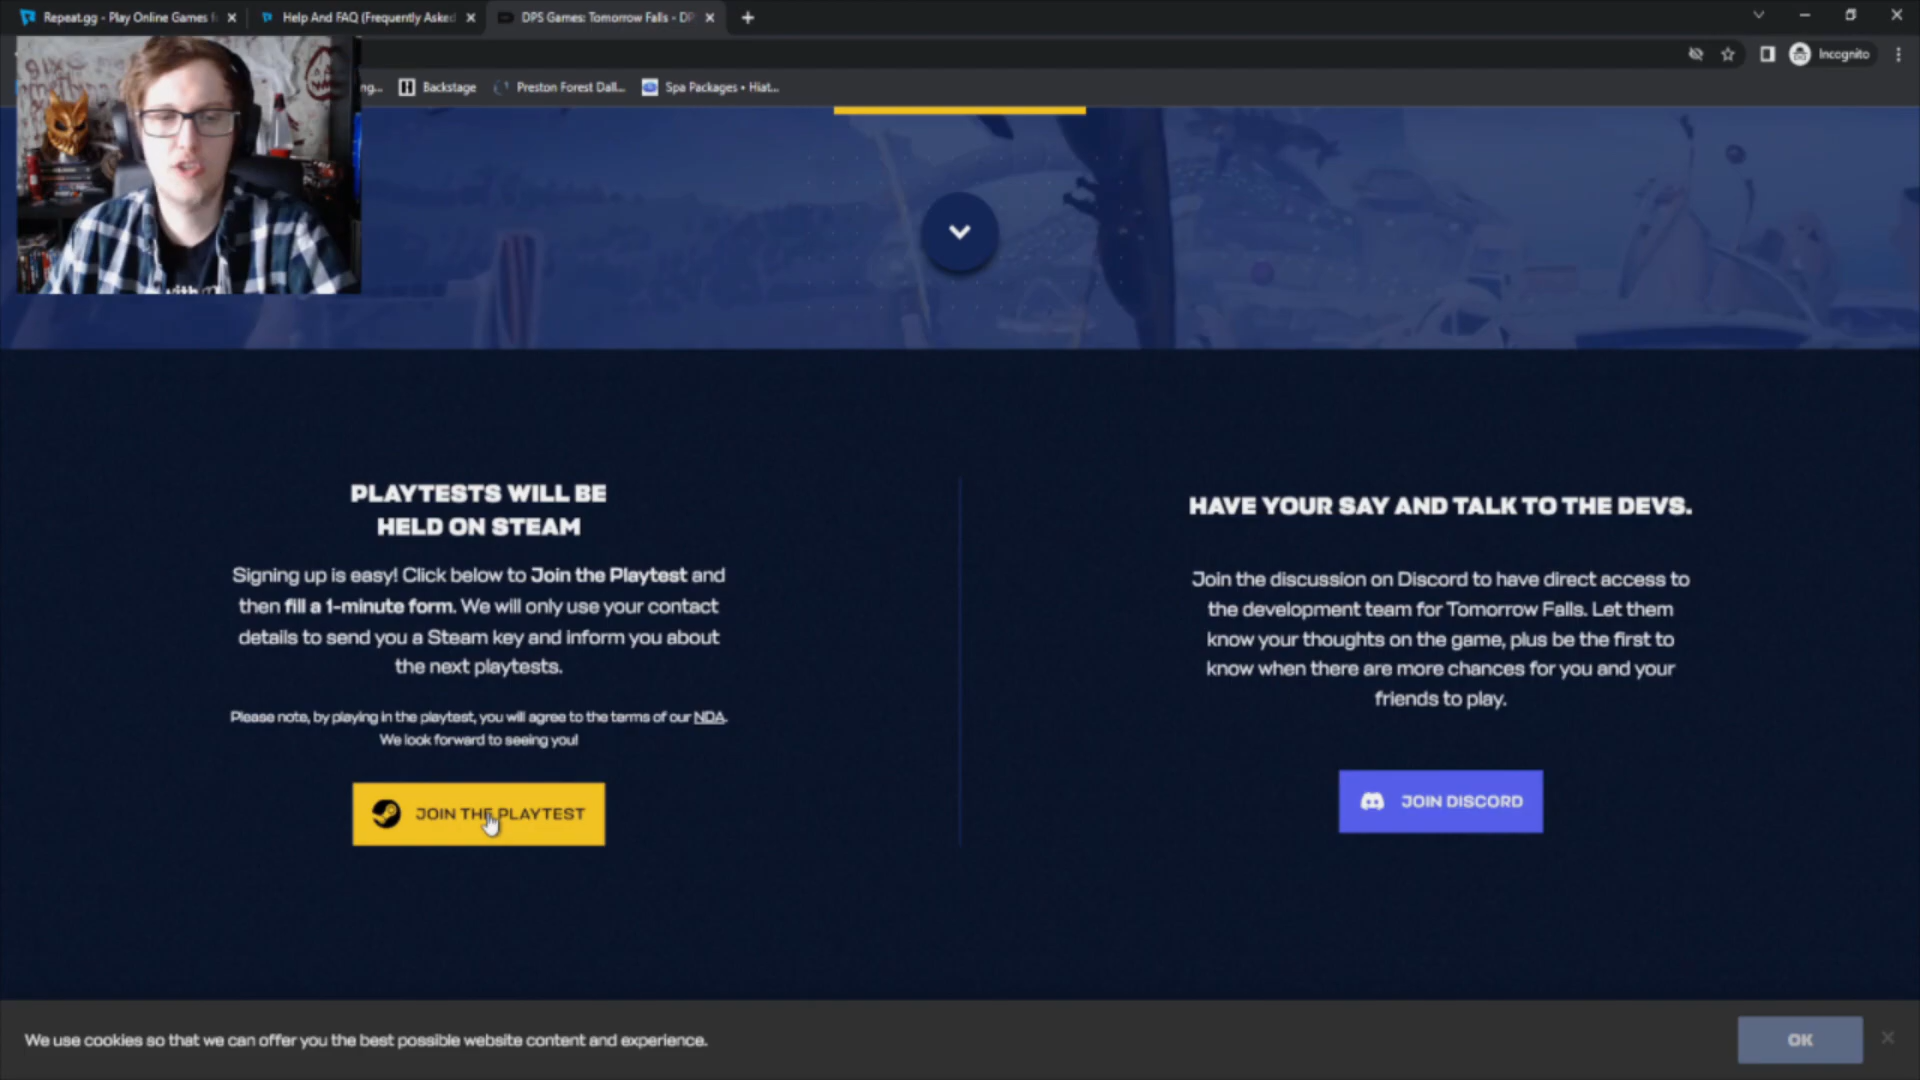 Repeat.gg - Play Online Games f
Help And FAQ (Frequently Asked
DPS Games: Tomorrow Falls - DP
Incognito
ng...
Backstage
Preston Forest Dall...
Spa Packages • Hiat...
PLAYTESTS WILL BE
HELD ON STEAM
Signing up is easy! Click below to Join the Playtest and
then fill a 1-minute form. We will only use your contact
details to send you a Steam key and inform you about
the next playtests.
Please note, by playing in the playtest, you will agree to the terms of our NDA.
We look forward to seeing you!
JOIN THE PLAYTEST
HAVE YOUR SAY AND TALK TO THE DEVS.
Join the discussion on Discord to have direct access to
the development team for Tomorrow Falls. Let them
know your thoughts on the game, plus be the first to
know when there are more chances for you and your
friends to play.
JOIN DISCORD
We use cookies so that we can offer you the best possible website content and experience.
OK